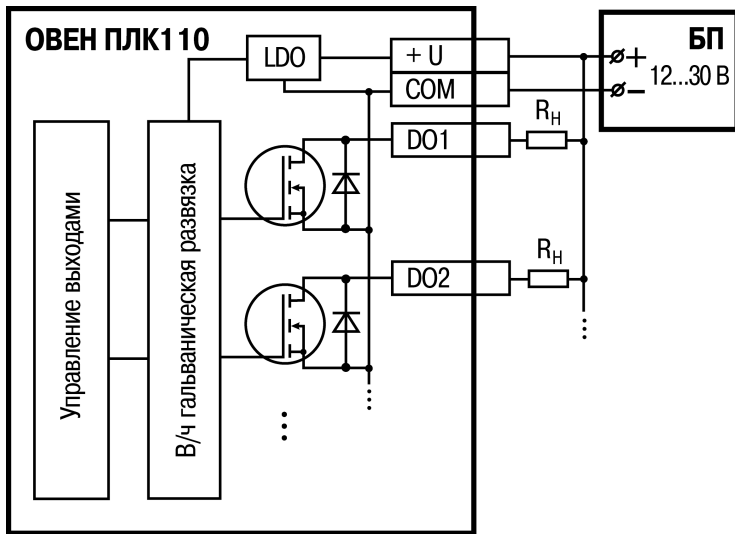 ОВЕН ПЛК110
LDO
+ U
COM
БП
+
12...30 В
–
DO1
Rн
DO2
Rн
Управление выходами
В/ч гальваническая развязка